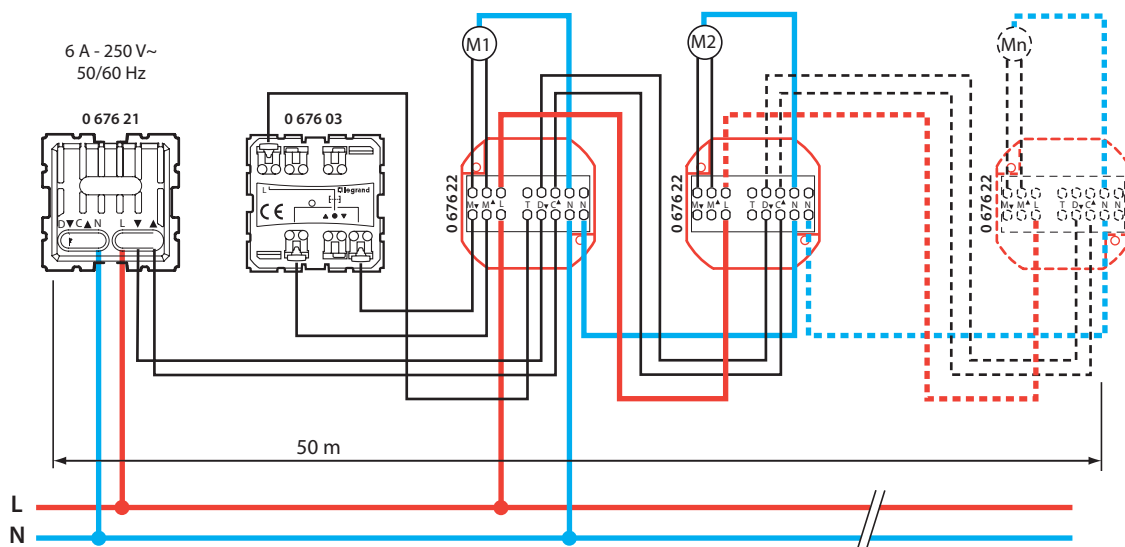 6 A - 250 V~
50/60 Hz
0 676 21
D▼C▲N L ▼ ▲
0 676 03
L
legrand
CE
▲ ● ▼
M1
0 676 22
M▼ M▲ L T D▼ C▲ N N
M2
0 676 22
M▼ M▲ L T D▼ C▲ N N
Mn
0 676 22
M▼ M▲ L T D▼ C▲ N N
50 m
L
N